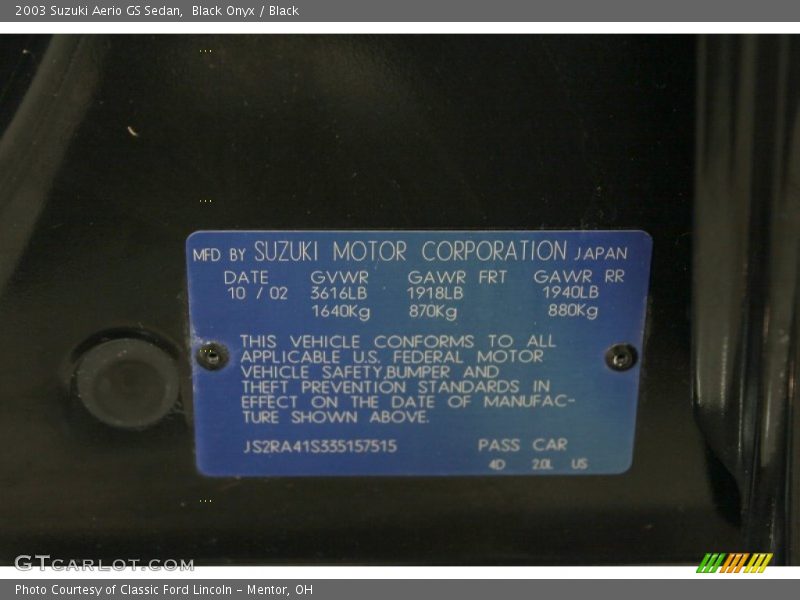 2003 Suzuki Aerio GS Sedan, Black Onyx / Black
MFD BY SUZUKI MOTOR CORPORATION JAPAN
DATE GVWR GAWR FRT GAWR RR
10 / 02 3616LB 1918LB 1940LB
1640Kg 870Kg 880Kg
THIS VEHICLE CONFORMS TO ALL
APPLICABLE U.S. FEDERAL MOTOR
VEHICLE SAFETY,BUMPER AND
THEFT PREVENTION STANDARDS IN
EFFECT ON THE DATE OF MANUFAC-
TURE SHOWN ABOVE.
JS2RA41S335157515 PASS CAR
4D 2.0L US
GTCARLOT.COM
Photo Courtesy of Classic Ford Lincoln - Mentor, OH